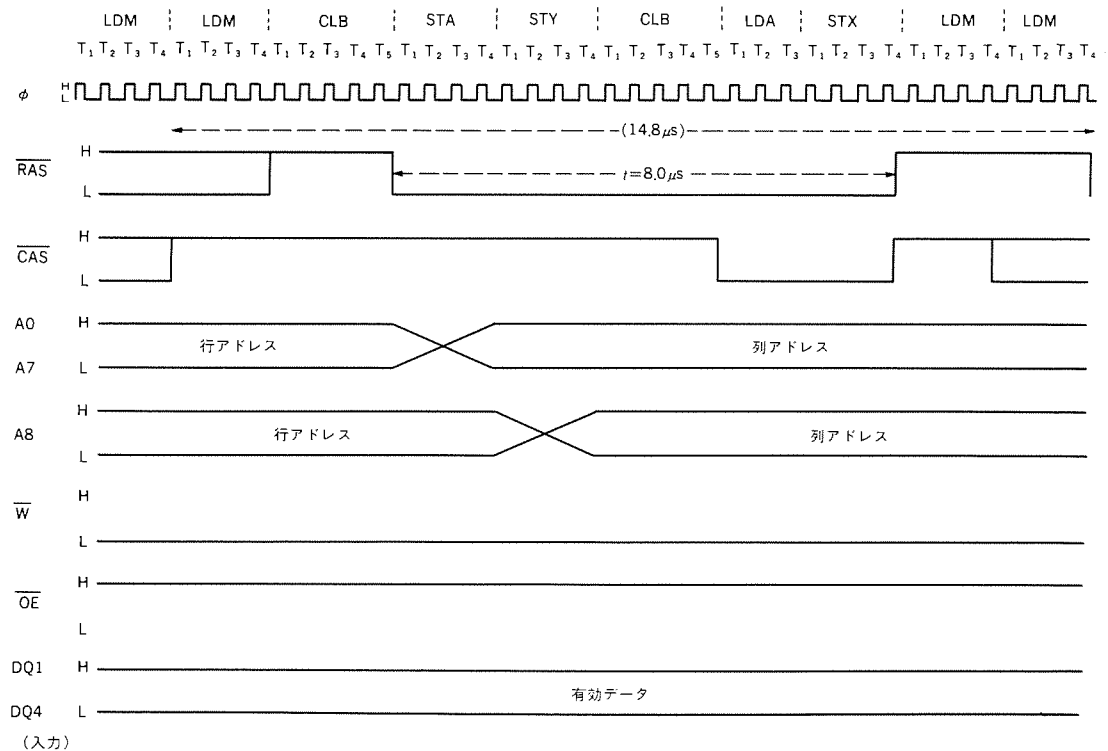 LDM LDM CLB STA STY CLB LDA STX LDM LDM
T₁ T₂ T₃ T₄ T₁ T₂ T₃ T₄ T₁ T₂ T₃ T₄ T₅ T₁ T₂ T₃ T₄ T₁ T₂ T₃ T₄ T₁ T₂ T₃ T₄ T₅ T₁ T₂ T₃ T₁ T₂ T₃ T₄ T₁ T₂ T₃ T₄ T₁ T₂ T₃ T₄
φ H
L
(14.8μs)
RAS H
L
t=8.0μs
CAS H
L
A0 H
行アドレス 列アドレス
A7 L
H
A8 行アドレス 列アドレス
L
W H
L
OE H
L
DQ1 H
有効データ
DQ4 L
(入力)